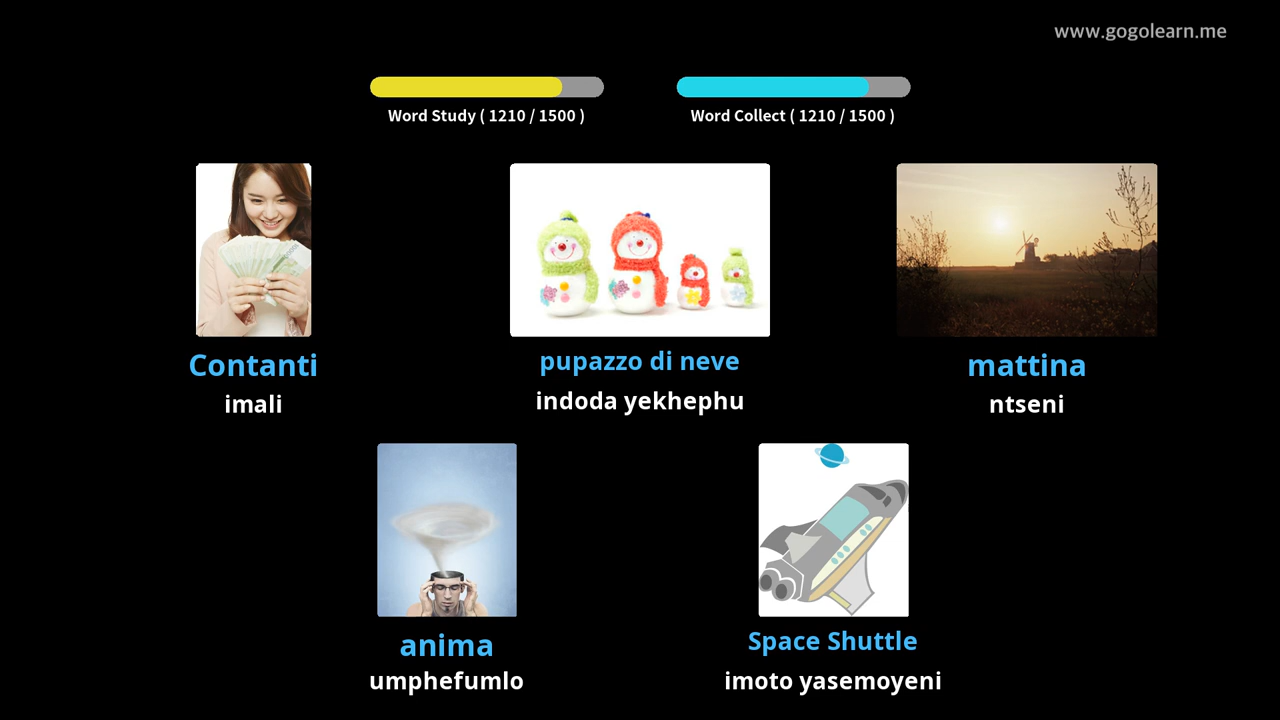 www.gogolearn.me
Word Study ( 1210 / 1500 )
Word Collect ( 1210 / 1500 )
Contanti
imali
pupazzo di neve
indoda yekhephu
mattina
ntseni
anima
umphefumlo
Space Shuttle
imoto yasemoyeni